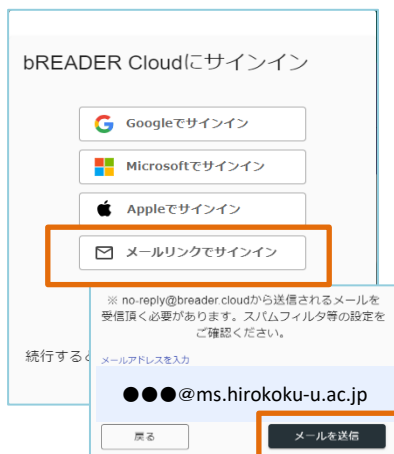 bREADER Cloudにサインイン
Googleでサインイン
Microsoftでサインイン
Appleでサインイン
メールリンクでサインイン
※ no-reply@breader.cloudから送信されるメールを
受信頂く必要があります。スパムフィルタ等の設定を
ご確認ください。
続行すると
メールアドレスを入力
●●●@ms.hirokoku-u.ac.jp
戻る
メールを送信